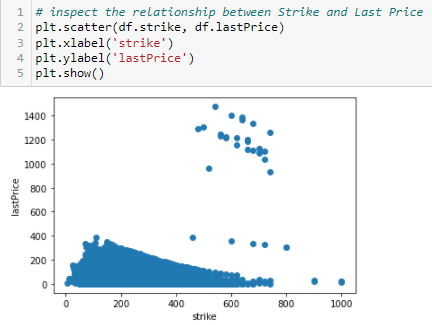 1 # inspect the relationship between Strike and Last Price
2 plt.scatter(df.strike, df.lastPrice)
3 plt.xlabel('strike')
4 plt.ylabel('lastPrice')
5 plt.show()
1400
1200
1000
800
600
400
200
0
lastPrice
0 200 400 600 800 1000
strike